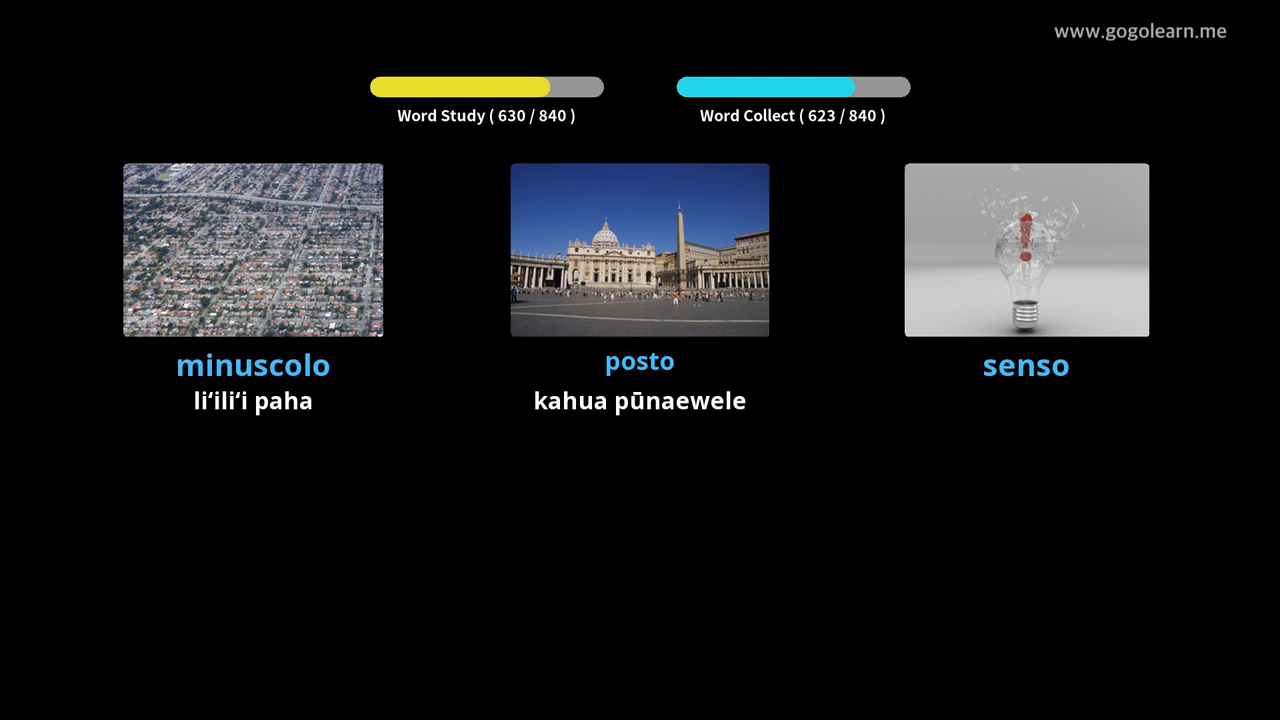 www.gogolearn.me
Word Study ( 630 / 840 )
Word Collect ( 623 / 840 )
minuscolo
liʻiliʻi paha
posto
kahua pūnaewele
senso